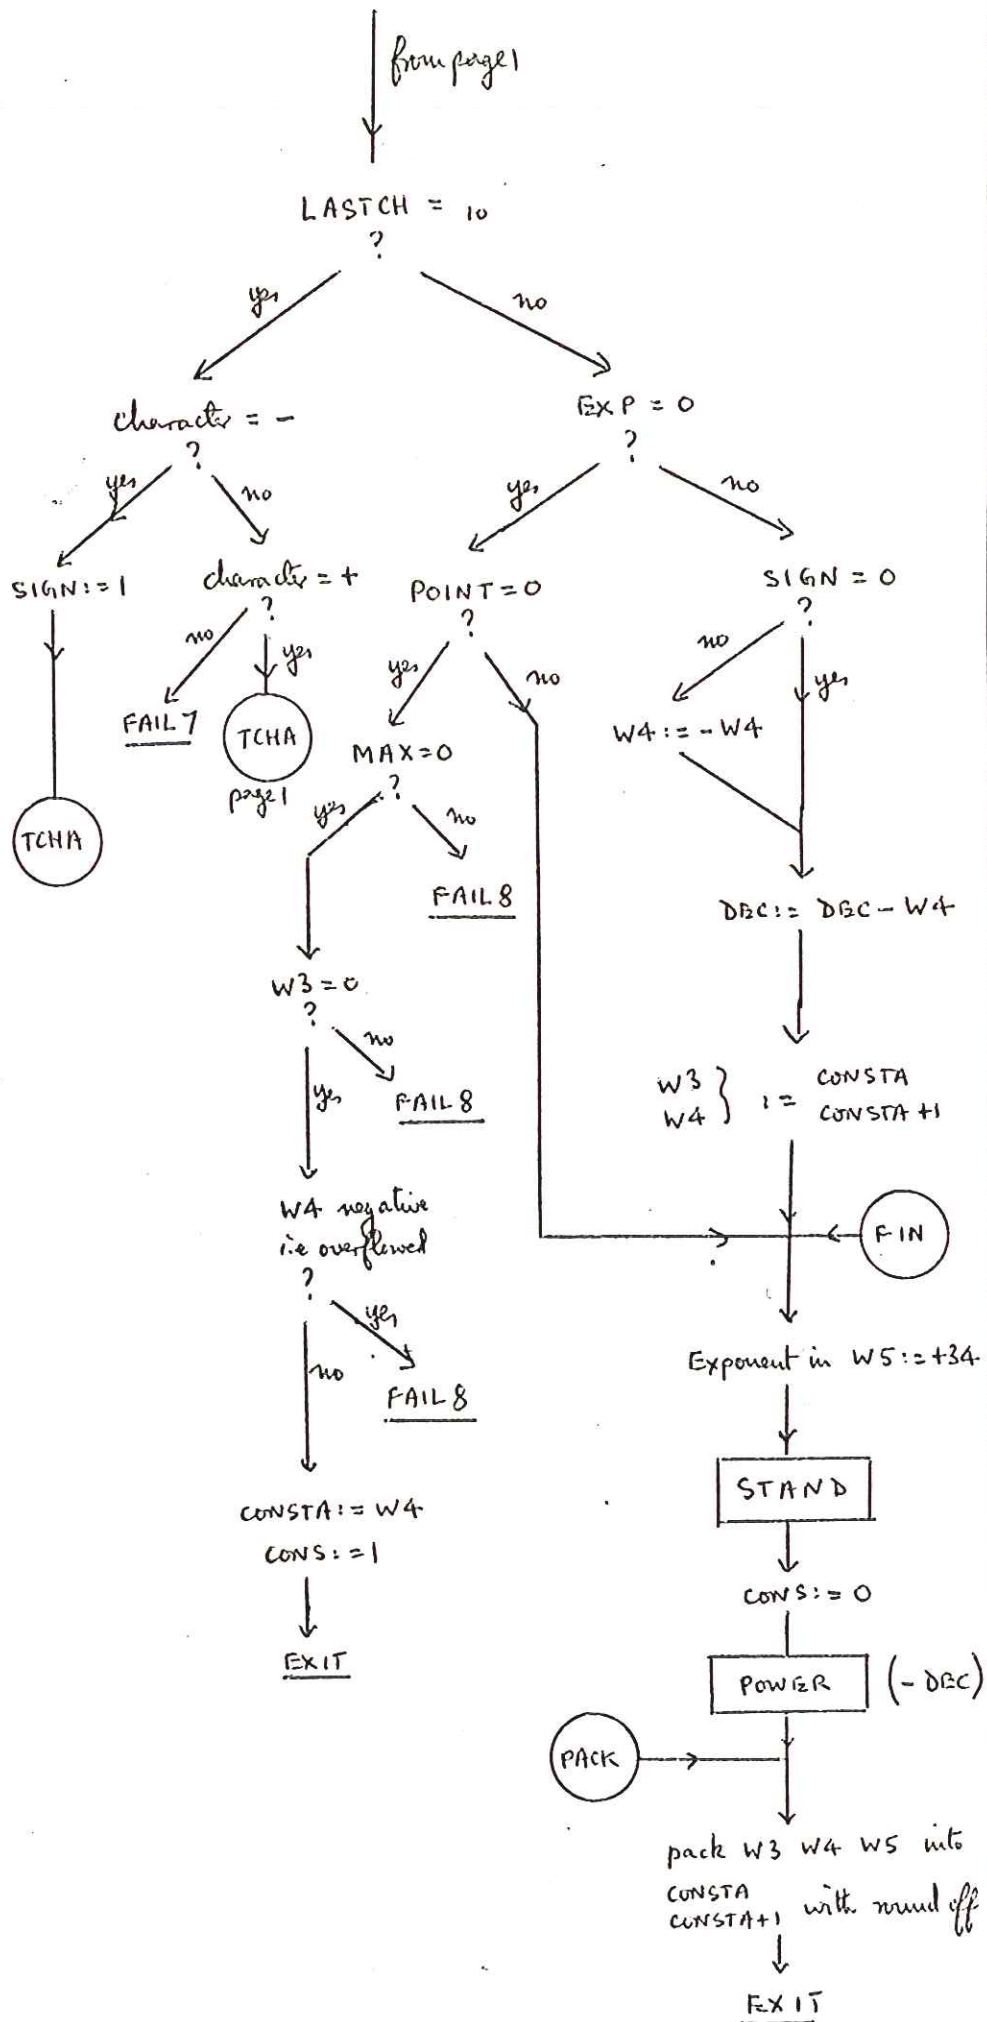 from page 1
LASTCH = 10
?
yes
no
character = -
?
EXP = 0
?
yes
no
yes
no
SIGN:=1
character = +
?
POINT=0
?
SIGN = 0
?
no
yes
yes
no
no
yes
FAIL 7
TCHA
page 1
MAX=0
?
W4:=-W4
yes
no
TCHA
FAIL 8
DEC:= DEC - W4
W3=0
?
no
yes
FAIL 8
W3 } := CONSTA
W4 CONSTA+1
W4 negative
i.e overflowed
?
FIN
yes
no
FAIL 8
Exponent in W5:=+34
STAND
CONSTA:= W4
CONS:=1
EXIT
CONS:= 0
POWER (-DEC)
PACK
pack W3 W4 W5 into
CONSTA
CONSTA+1 with round off
EXIT